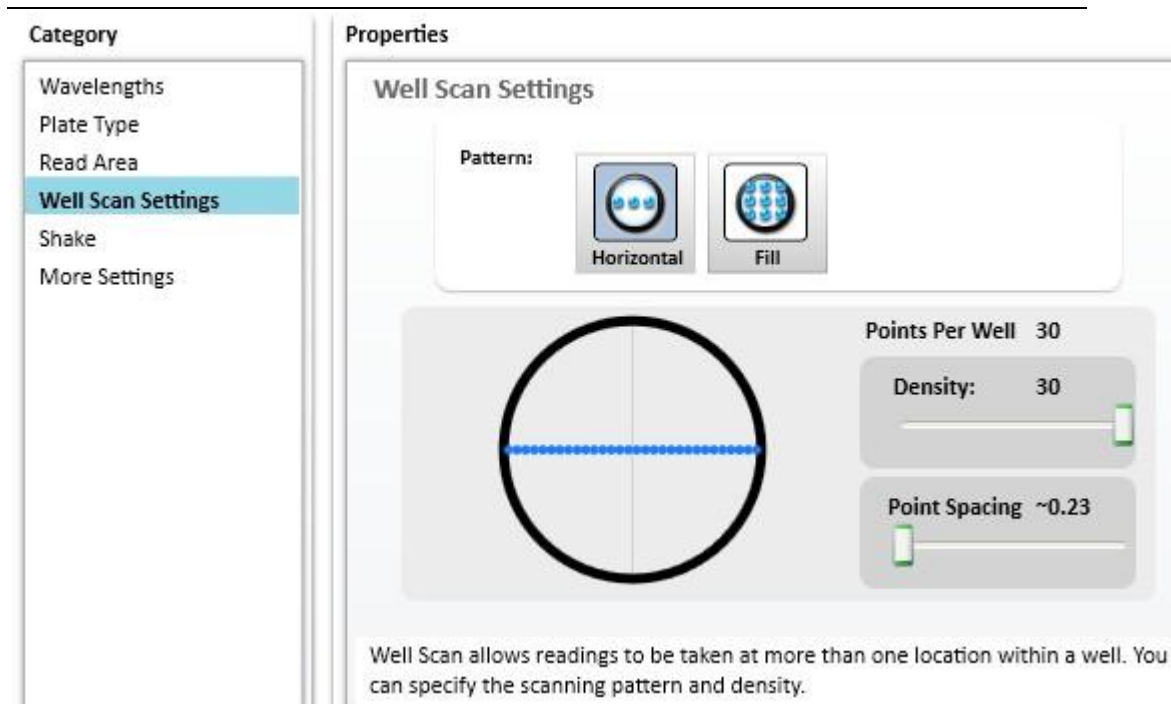 Category
Wavelengths
Plate Type
Read Area
Well Scan Settings
Shake
More Settings
Properties
Well Scan Settings
Pattern:
Horizontal
Fill
Points Per Well 30
Density: 30
Point Spacing ~0.23
Well Scan allows readings to be taken at more than one location within a well. You
can specify the scanning pattern and density.